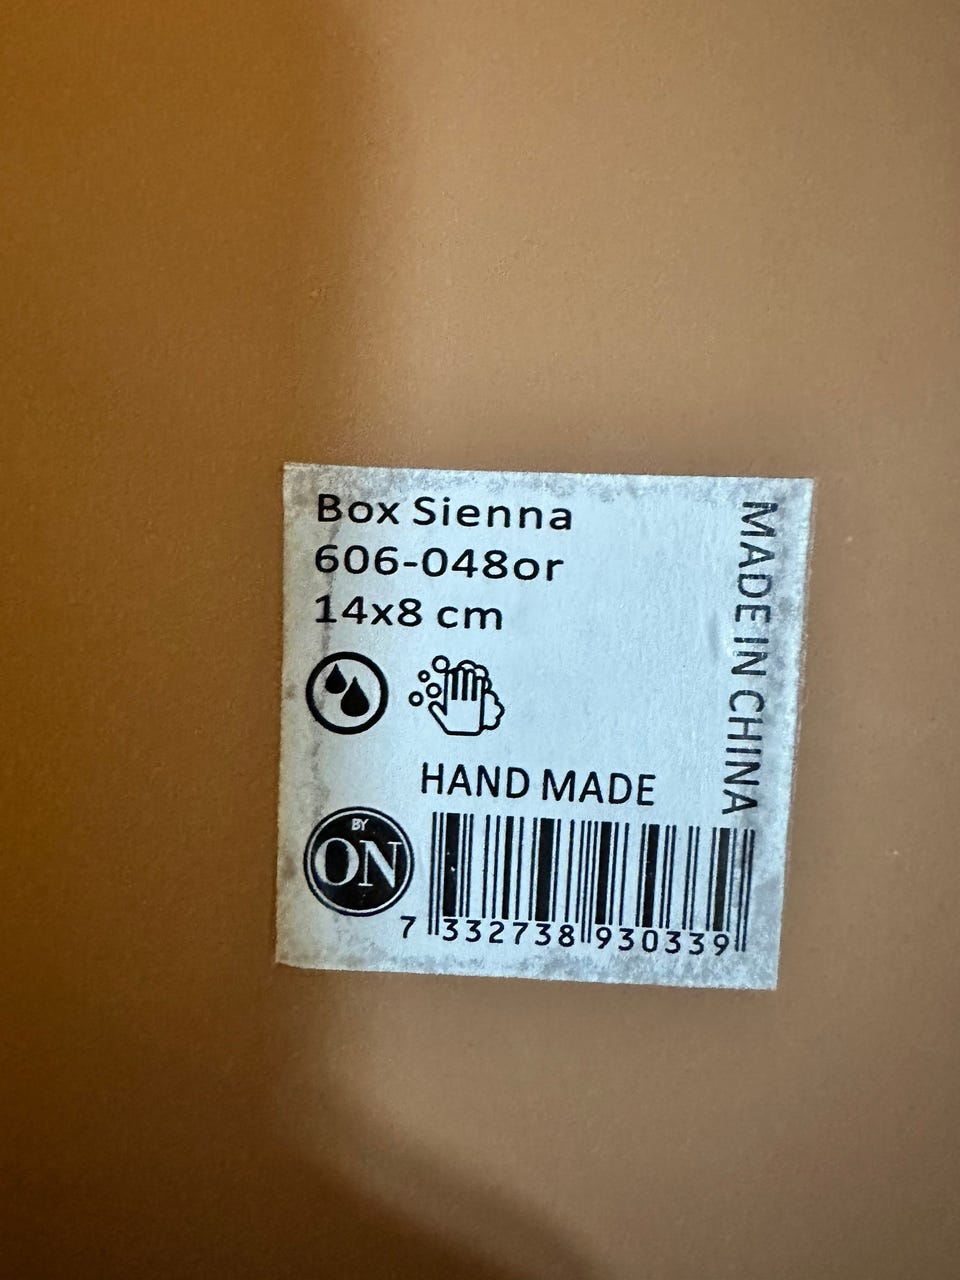 Box Sienna
606-048or
14x8 cm
MADE IN CHINA
HAND MADE
BY
ON
7 332738 930339